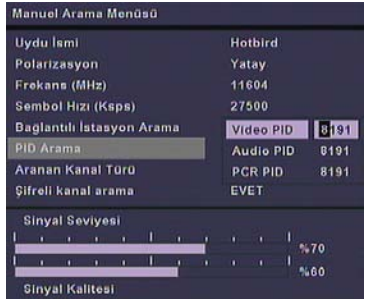 Manuel Arama Menüsü
Uydu İsmi Hotbird
Polarizasyon Yatay
Frekans (MHz) 11604
Sembol Hızı (Ksps) 27500
Bağlantılı İstasyon Arama
Video PID 8191
PID Arama
Audio PID 8191
Aranan Kanal Türü
PCR PID 8191
Şifreli kanal arama EVET
Sinyal Seviyesi
%70
%60
Sinyal Kalitesi